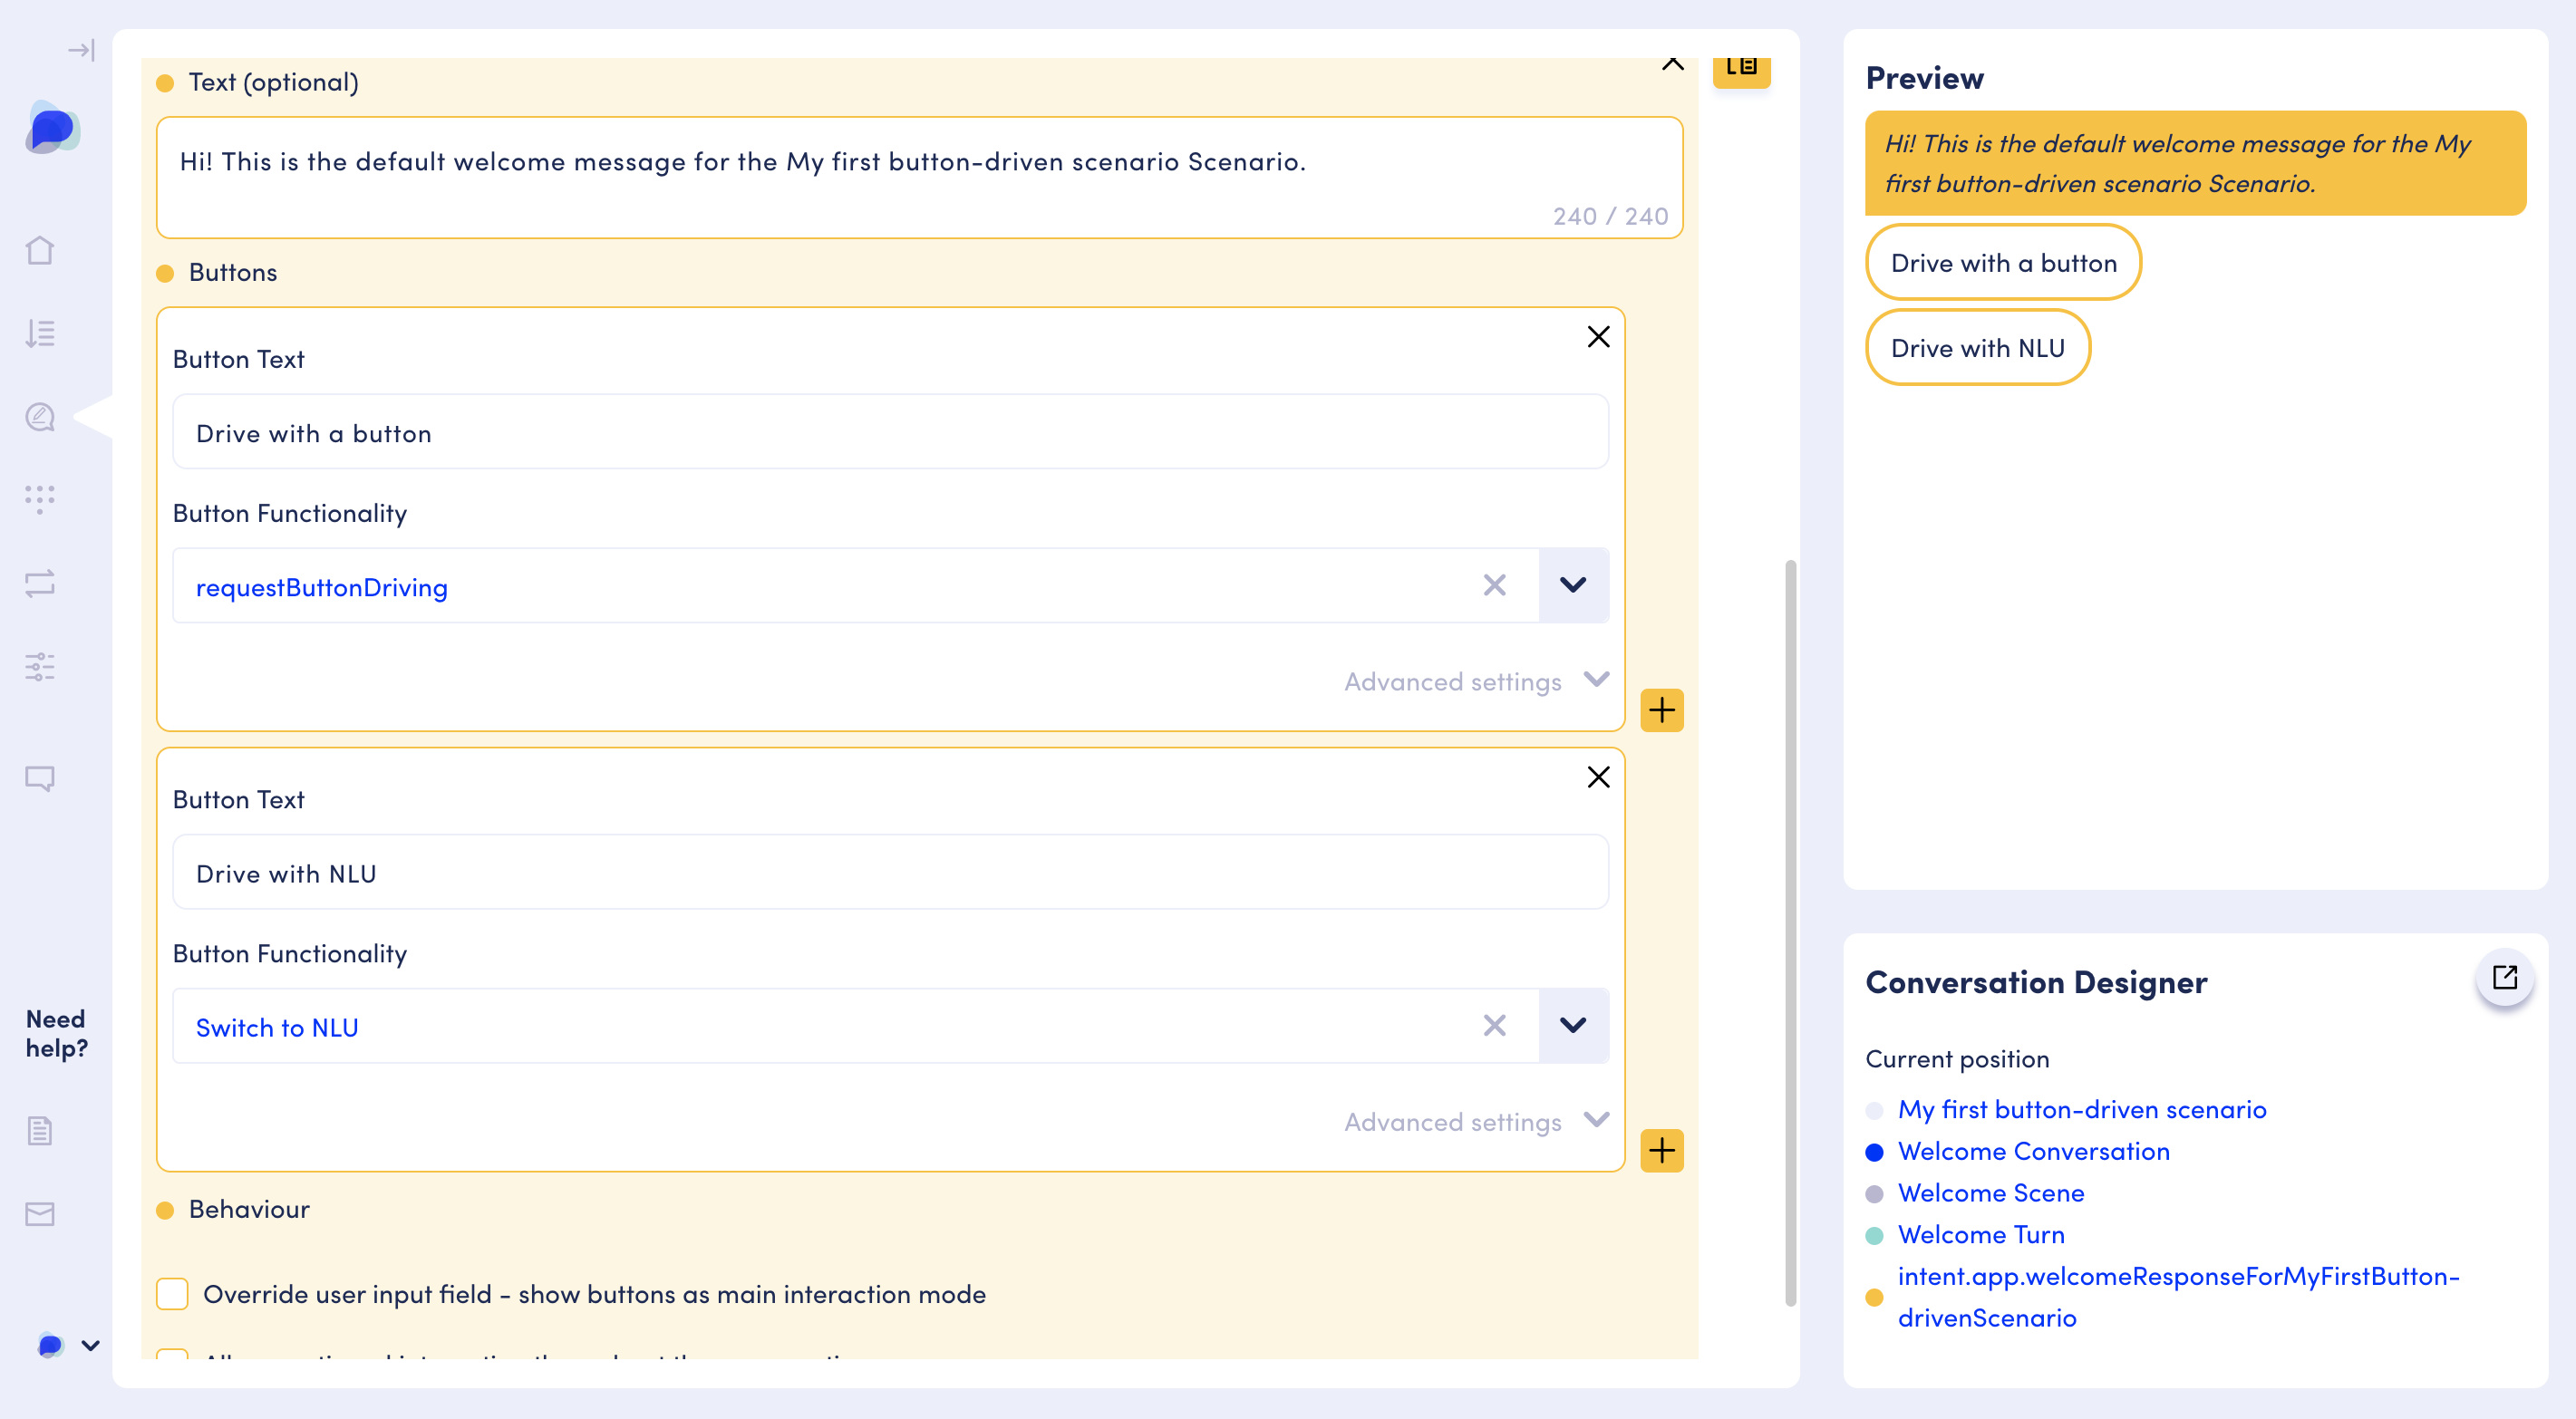 Text (optional)
Hi! This is the default welcome message for the My first button-driven scenario Scenario.
240 / 240
Buttons
Button Text
Drive with a button
Button Functionality
requestButtonDriving
Advanced settings
Button Text
Drive with NLU
Button Functionality
Switch to NLU
Advanced settings
Behaviour
Override user input field - show buttons as main interaction mode
Need
help?
Preview
Hi! This is the default welcome message for the My
first button-driven scenario Scenario.
Drive with a button
Drive with NLU
Conversation Designer
Current position
My first button-driven scenario
Welcome Conversation
Welcome Scene
Welcome Turn
intent.app.welcomeResponseForMyFirstButton-
drivenScenario